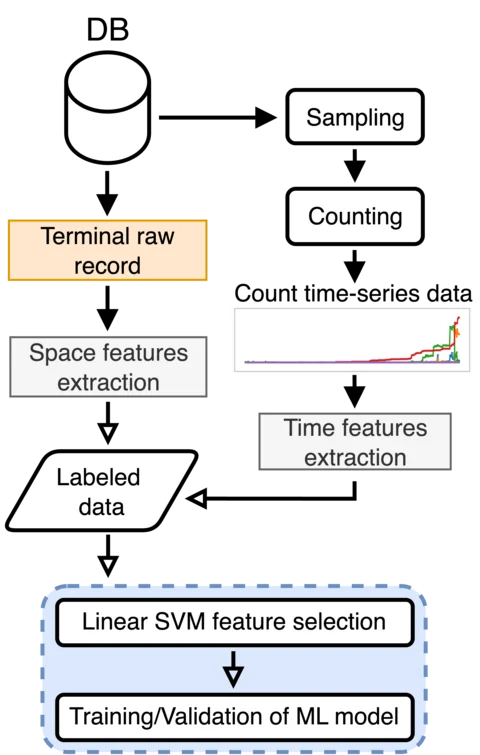 DB
Sampling
Counting
Terminal raw
record
Count time-series data
Space features
extraction
Time features
extraction
Labeled
data
Linear SVM feature selection
Training/Validation of ML model